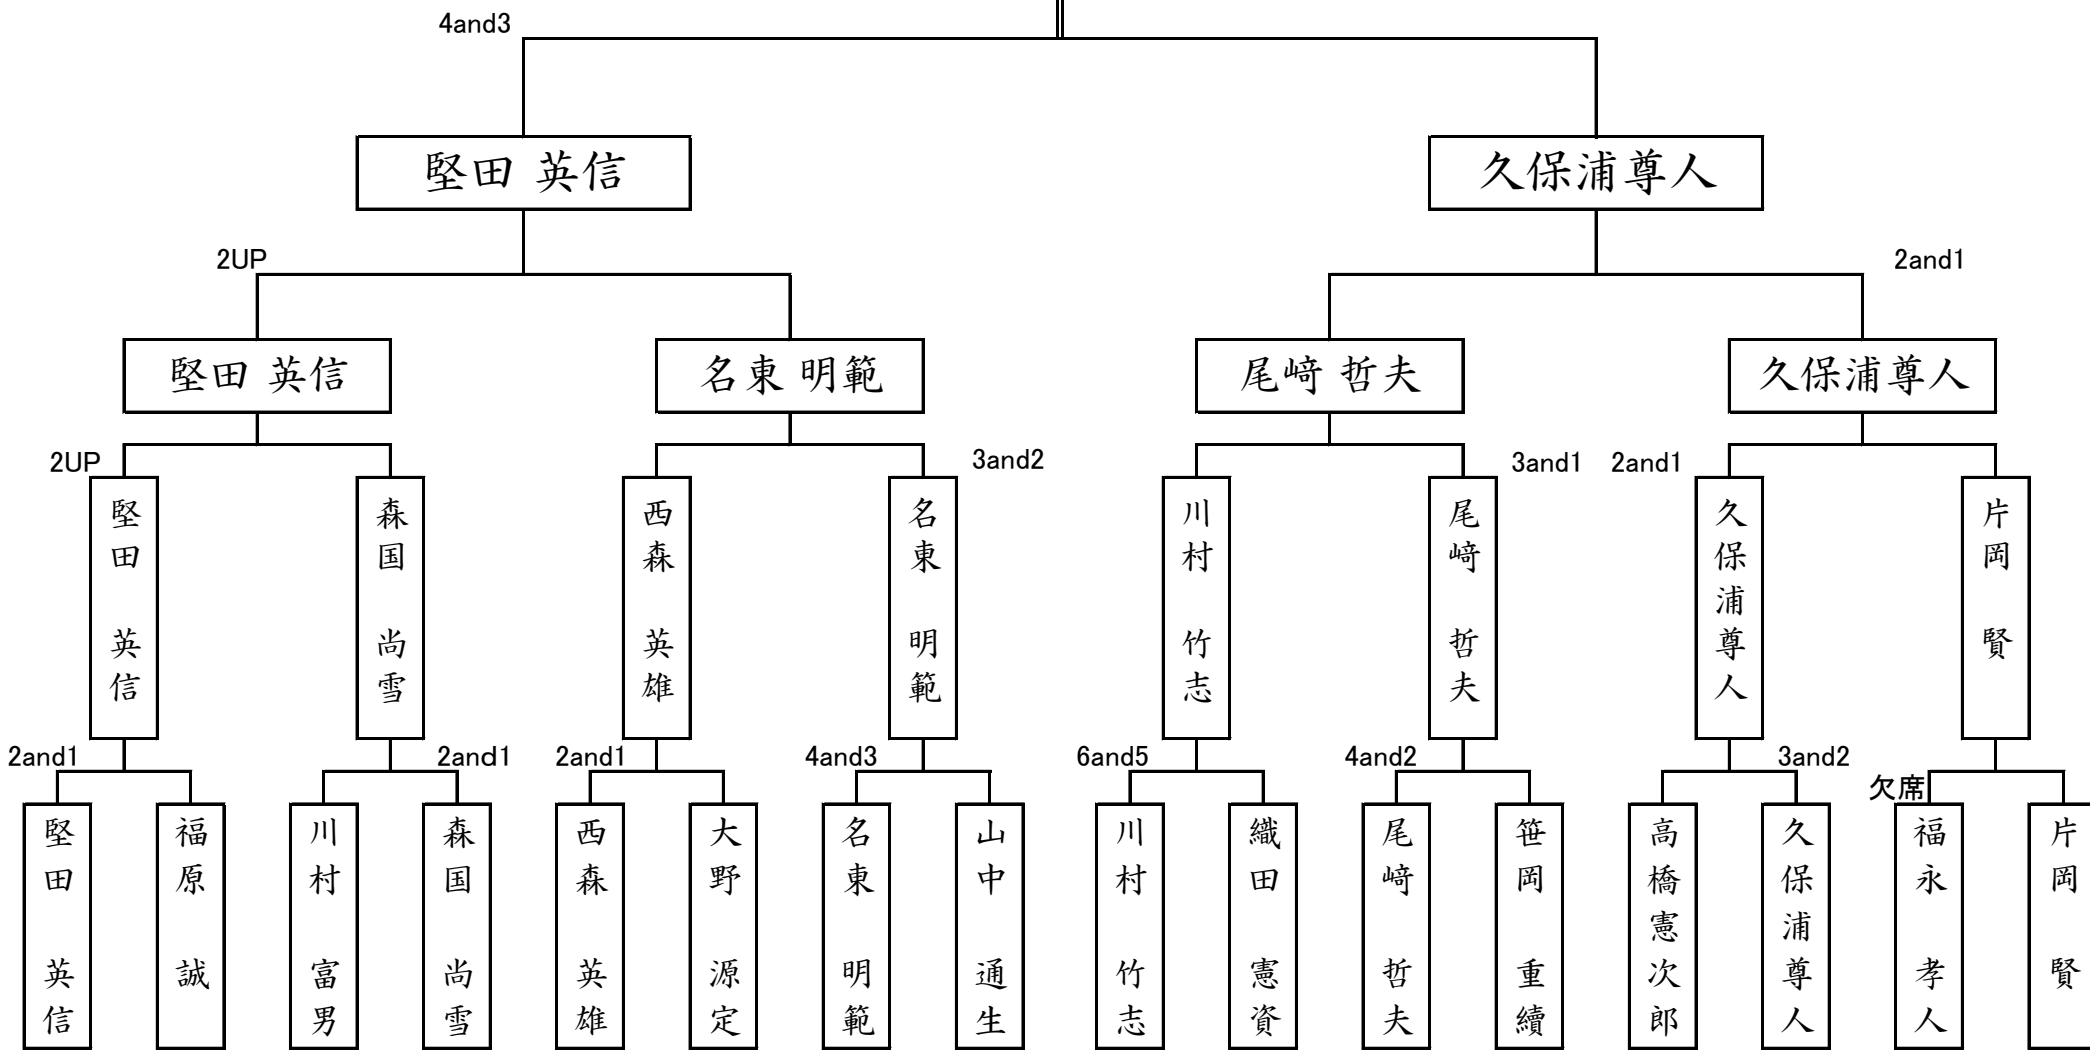 4and3
堅田 英信
久保浦尊人
2UP
2and1
堅田 英信
名東 明範
尾﨑 哲夫
久保浦尊人
2UP
3and2
3and1
2and1
堅田 英信
森国 尚雪
西森 英雄
名東 明範
川村 竹志
尾﨑 哲夫
久保浦尊人
片岡 賢
2and1
2and1
2and1
4and3
6and5
4and2
3and2
欠席
堅田 英信
福原 誠
川村 富男
森国 尚雪
西森 英雄
大野 源定
名東 明範
山中 通生
川村 竹志
織田 憲資
尾﨑 哲夫
笹岡 重續
高橋憲次郎
久保浦尊人
福永 孝人
片岡 賢